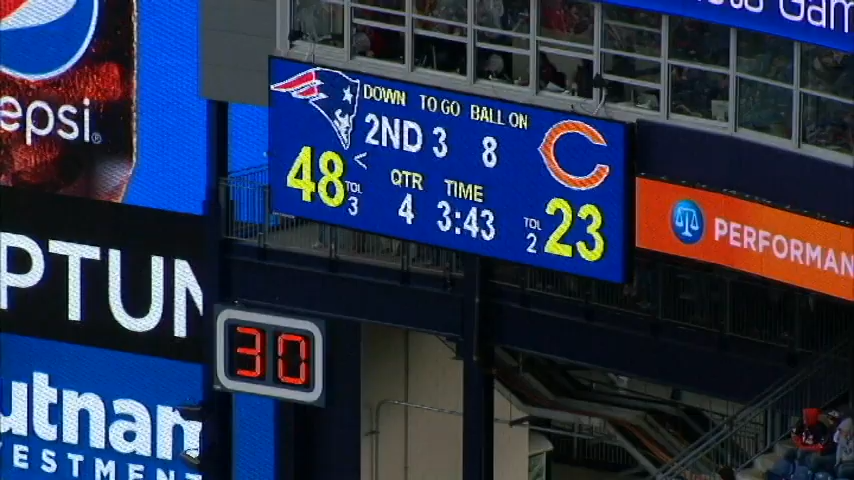 epsi
PTUN
utnam
ESTMENT
DOWN TO GO BALL ON
2ND 3 8
48 < TOL 3
QTR TIME
4 3:43
TOL 2 23
30
PERFORMAN